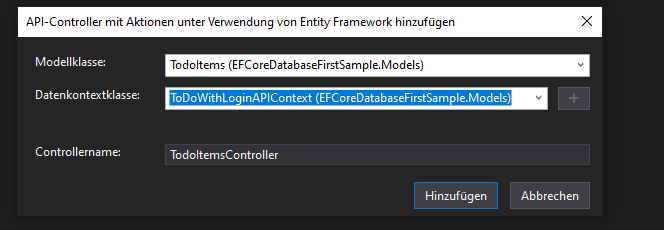 API-Controller mit Aktionen unter Verwendung von Entity Framework hinzufügen
Modellklasse:
TodoItems (EFCoreDatabaseFirstSample.Models)
Datenkontextklasse:
ToDoWithLoginAPIContext (EFCoreDatabaseFirstSample.Models)
Controllername:
TodoItemsController
Hinzufügen
Abbrechen